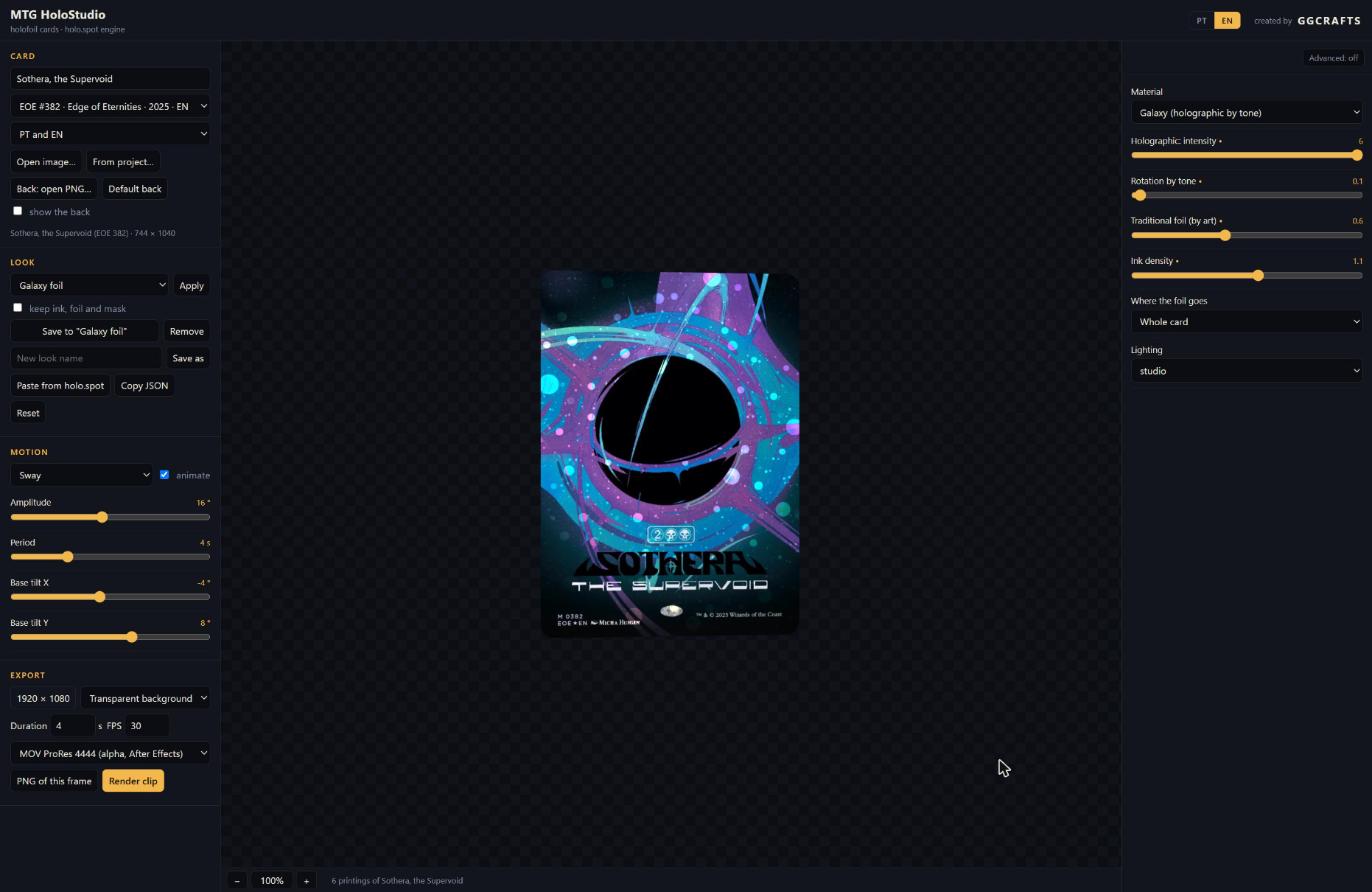 MTG HoloStudio
holofoil cards · holo.spot engine
PT EN created by GGCRAFTS
CARD
Sothera, the Supervoid
EOE #382 · Edge of Eternities · 2025 · EN
PT and EN
Open image... From project...
Back: open PNG... Default back
show the back
Sothera, the Supervoid (EOE 382) · 744 × 1040
LOOK
Galaxy foil Apply
keep ink, foil and mask
Save to "Galaxy foil" Remove
New look name Save as
Paste from holo.spot Copy JSON
Reset
MOTION
Sway animate
Amplitude 16 °
Period 4 s
Base tilt X -4 °
Base tilt Y 8 °
EXPORT
1920 × 1080 Transparent background
Duration 4 s FPS 30
MOV ProRes 4444 (alpha, After Effects)
PNG of this frame Render clip
2
SOTHERA
THE SUPERVOID
M 0382
EOE • EN Micha Huigen
™ & © 2025 Wizards of the Coast
− 100% + 6 printings of Sothera, the Supervoid
Advanced: off
Material
Galaxy (holographic by tone)
Holographic intensity • 6
Rotation by tone • 0.1
Traditional foil (by art) • 0.6
Ink density • 1.1
Where the foil goes
Whole card
Lighting
studio